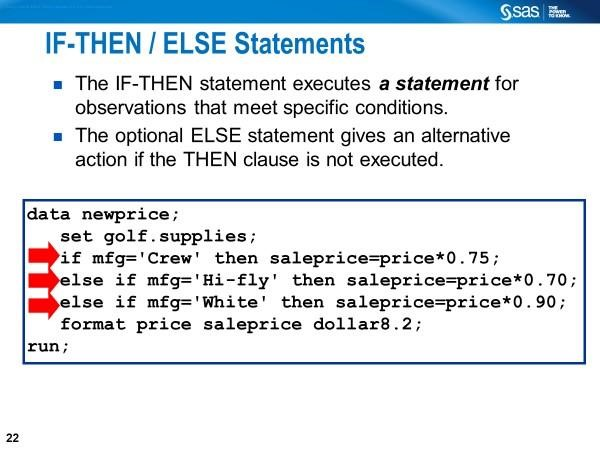 sas THE POWER TO KNOW.
IF-THEN / ELSE Statements
The IF-THEN statement executes a statement for
observations that meet specific conditions.
The optional ELSE statement gives an alternative
action if the THEN clause is not executed.
data newprice;
set golf.supplies;
if mfg='Crew' then saleprice=price*0.75;
else if mfg='Hi-fly' then saleprice=price*0.70;
else if mfg='White' then saleprice=price*0.90;
format price saleprice dollar8.2;
run;
22